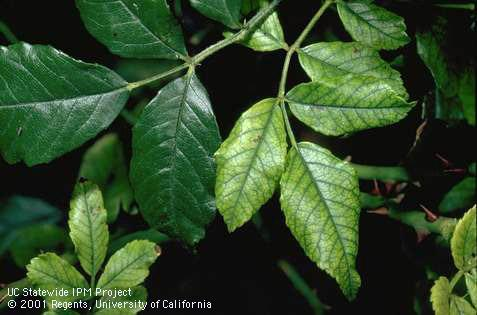 UC Statewide IPM Project
© 2001 Regents, University of California